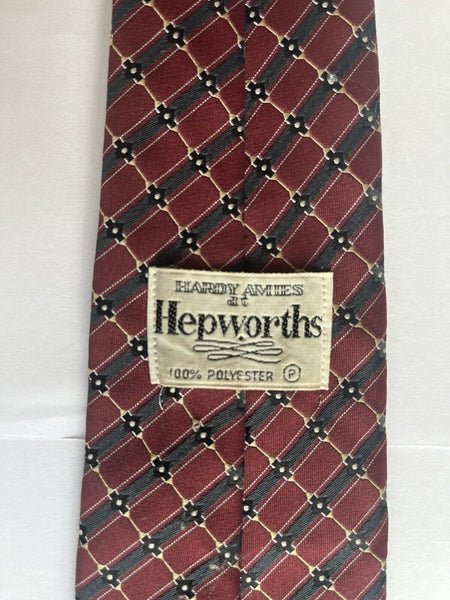 HARDY AMIES
at
Hepworths
100% POLYESTER Ⓟ